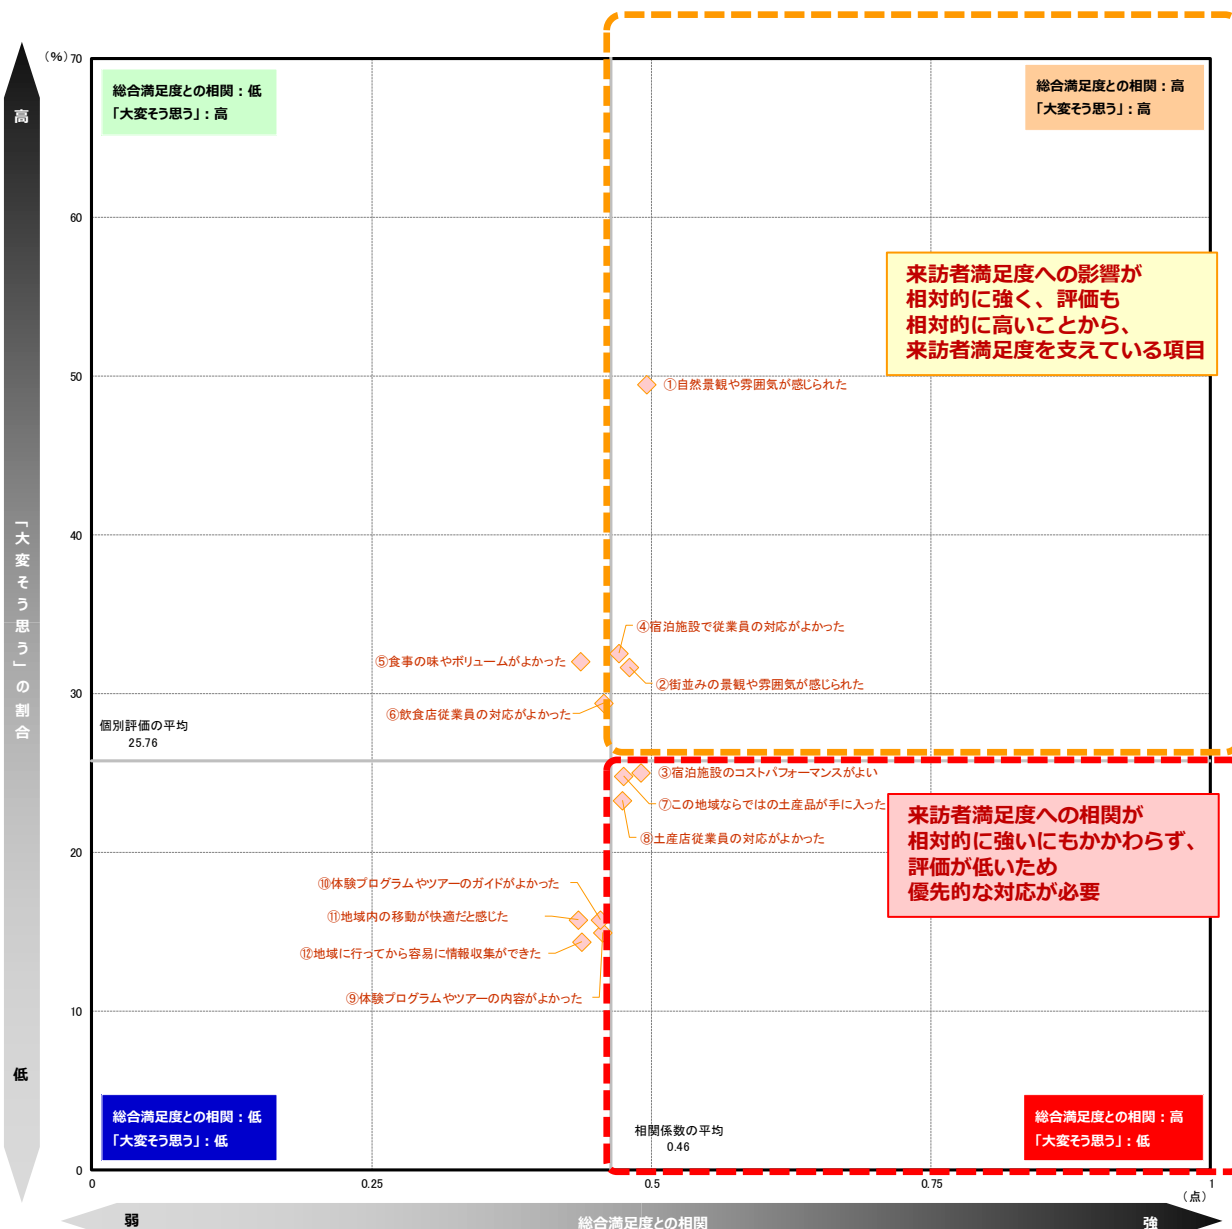 （％）
70
総合満足度との相関：低
「大変そう思う」：高
総合満足度との相関：高
「大変そう思う」：高
高
60
来訪者満足度への影響が
相対的に強く、評価も
相対的に高いことから、
来訪者満足度を支えている項目
50
①自然景観や雰囲気が感じられた
「大変そう思う」の割合
40
④宿泊施設で従業員の対応がよかった
⑤食事の味やボリュームがよかった
②街並みの景観や雰囲気が感じられた
30
⑥飲食店従業員の対応がよかった
個別評価の平均
25.76
③宿泊施設のコストパフォーマンスがよい
⑦この地域ならではの土産品が手に入った
⑧土産店従業員の対応がよかった
来訪者満足度への相関が
相対的に強いにもかかわらず、
評価が低いため
優先的な対応が必要
20
⑩体験プログラムやツアーのガイドがよかった
⑪地域内の移動が快適だと感じた
⑫地域に行ってから容易に情報収集ができた
⑨体験プログラムやツアーの内容がよかった
10
低
総合満足度との相関：低
「大変そう思う」：低
相関係数の平均
0.46
総合満足度との相関：高
「大変そう思う」：低
0
0
0.25
0.5
0.75
1
（点）
弱
総合満足度との相関
強